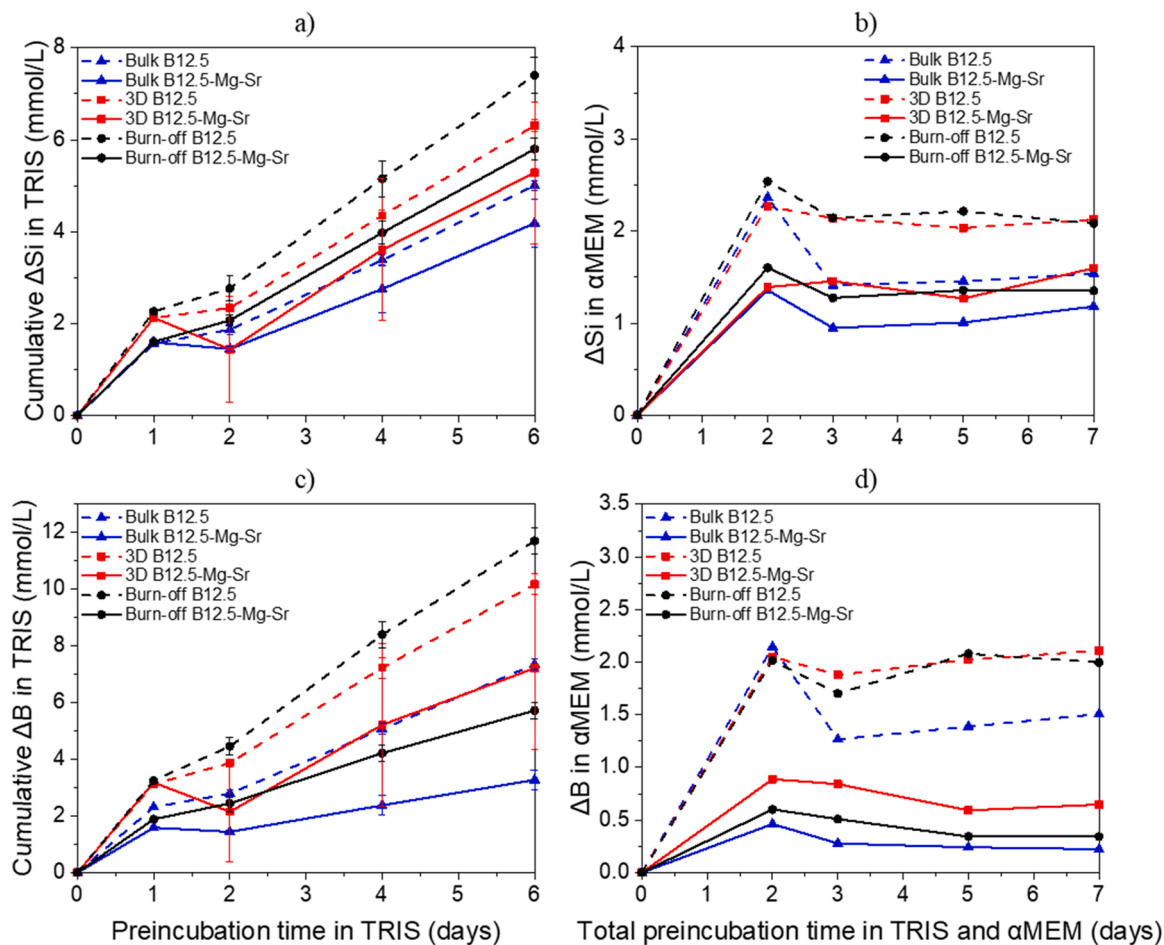 a)
Cumulative ΔSi in TRIS (mmol/L)
8
6
4
2
0
Bulk B12.5
Bulk B12.5-Mg-Sr
3D B12.5
3D B12.5-Mg-Sr
Burn-off B12.5
Burn-off B12.5-Mg-Sr
0 1 2 3 4 5 6
b)
ΔSi in αMEM (mmol/L)
4
3
2
1
0
Bulk B12.5
Bulk B12.5-Mg-Sr
3D B12.5
3D B12.5-Mg-Sr
Burn-off B12.5
Burn-off B12.5-Mg-Sr
0 1 2 3 4 5 6 7
c)
Cumulative ΔB in TRIS (mmol/L)
12
10
8
6
4
2
0
Bulk B12.5
Bulk B12.5-Mg-Sr
3D B12.5
3D B12.5-Mg-Sr
Burn-off B12.5
Burn-off B12.5-Mg-Sr
0 1 2 3 4 5 6
Preincubation time in TRIS (days)
d)
ΔB in αMEM (mmol/L)
3.5
3.0
2.5
2.0
1.5
1.0
0.5
0.0
Bulk B12.5
Bulk B12.5-Mg-Sr
3D B12.5
3D B12.5-Mg-Sr
Burn-off B12.5
Burn-off B12.5-Mg-Sr
0 1 2 3 4 5 6 7
Total preincubation time in TRIS and αMEM (days)